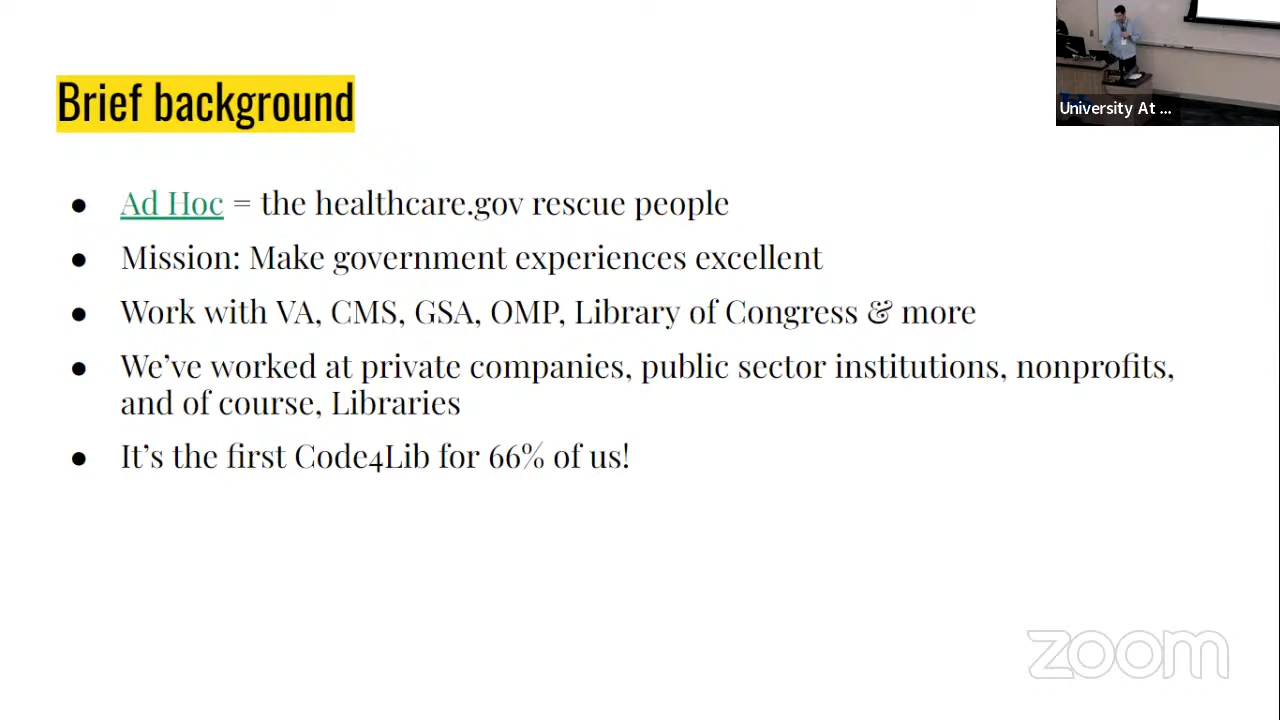 Brief background
University At ...
● Ad Hoc = the healthcare.gov rescue people
● Mission: Make government experiences excellent
● Work with VA, CMS, GSA, OMP, Library of Congress & more
● We’ve worked at private companies, public sector institutions, nonprofits,
and of course, Libraries
● It’s the first Code4Lib for 66% of us!
zoom